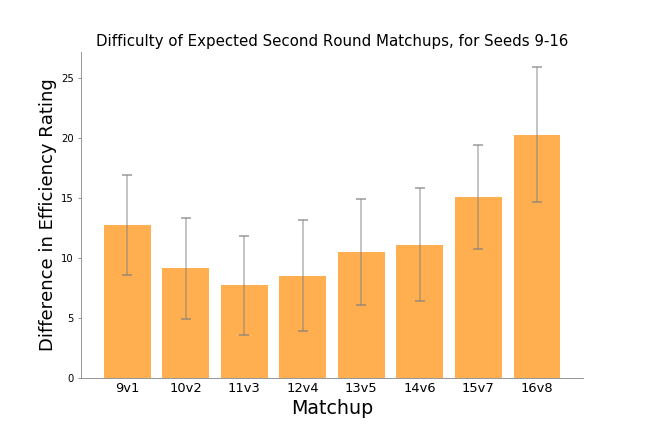 Difficulty of Expected Second Round Matchups, for Seeds 9-16
Difference in Efficiency Rating
25
20
15
10
5
0
9v1 10v2 11v3 12v4 13v5 14v6 15v7 16v8
Matchup